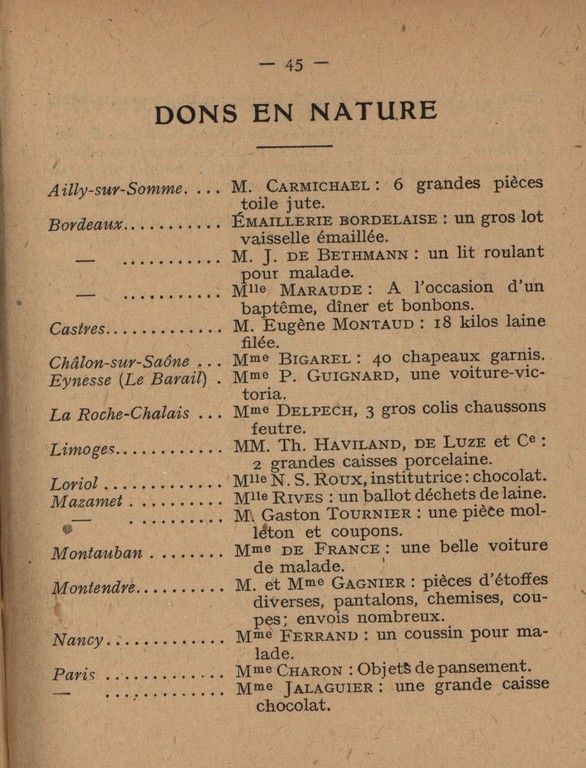 — 45 —
DONS EN NATURE
Ailly-sur-Somme. ... M. CARMICHAEL : 6 grandes pièces
toile jute.
Bordeaux........... ÉMAILLERIE BORDELAISE : un gros lot
vaisselle émaillée.
— ........... M. J. DE BETHMANN : un lit roulant
pour malade.
— ........... Mlle MARAUDE : A l'occasion d'un
baptême, dîner et bonbons.
Castres............. M. Eugène MONTAUD : 18 kilos laine
filée.
Châlon-sur-Saône ... Mme BIGAREL : 40 chapeaux garnis.
Eynesse (Le Barail) . Mme P. GUIGNARD, une voiture-vic-
toria.
La Roche-Chalais ... Mme DELPECH, 3 gros colis chaussons
feutre.
Limoges............ MM. Th. HAVILAND, DE LUZE et Ce :
2 grandes caisses porcelaine.
Loriol ............. Mlle N. S. ROUX, institutrice : chocolat.
Mazamet ........... Mlle RIVES : un ballot déchets de laine.
— .......... M. Gaston TOURNIER : une pièce mol-
leton et coupons.
Montauban ........ Mme DE FRANCE : une belle voiture
de malade.
Montendre.......... M. et Mme GAGNIER : pièces d'étoffes
diverses, pantalons, chemises, cou-
pes ; envois nombreux.
Nancy.............. Mme FERRAND : un coussin pour ma-
lade.
Paris ............. Mme CHARON : Objets de pansement.
— ............. Mme JALAGUIER : une grande caisse
chocolat.